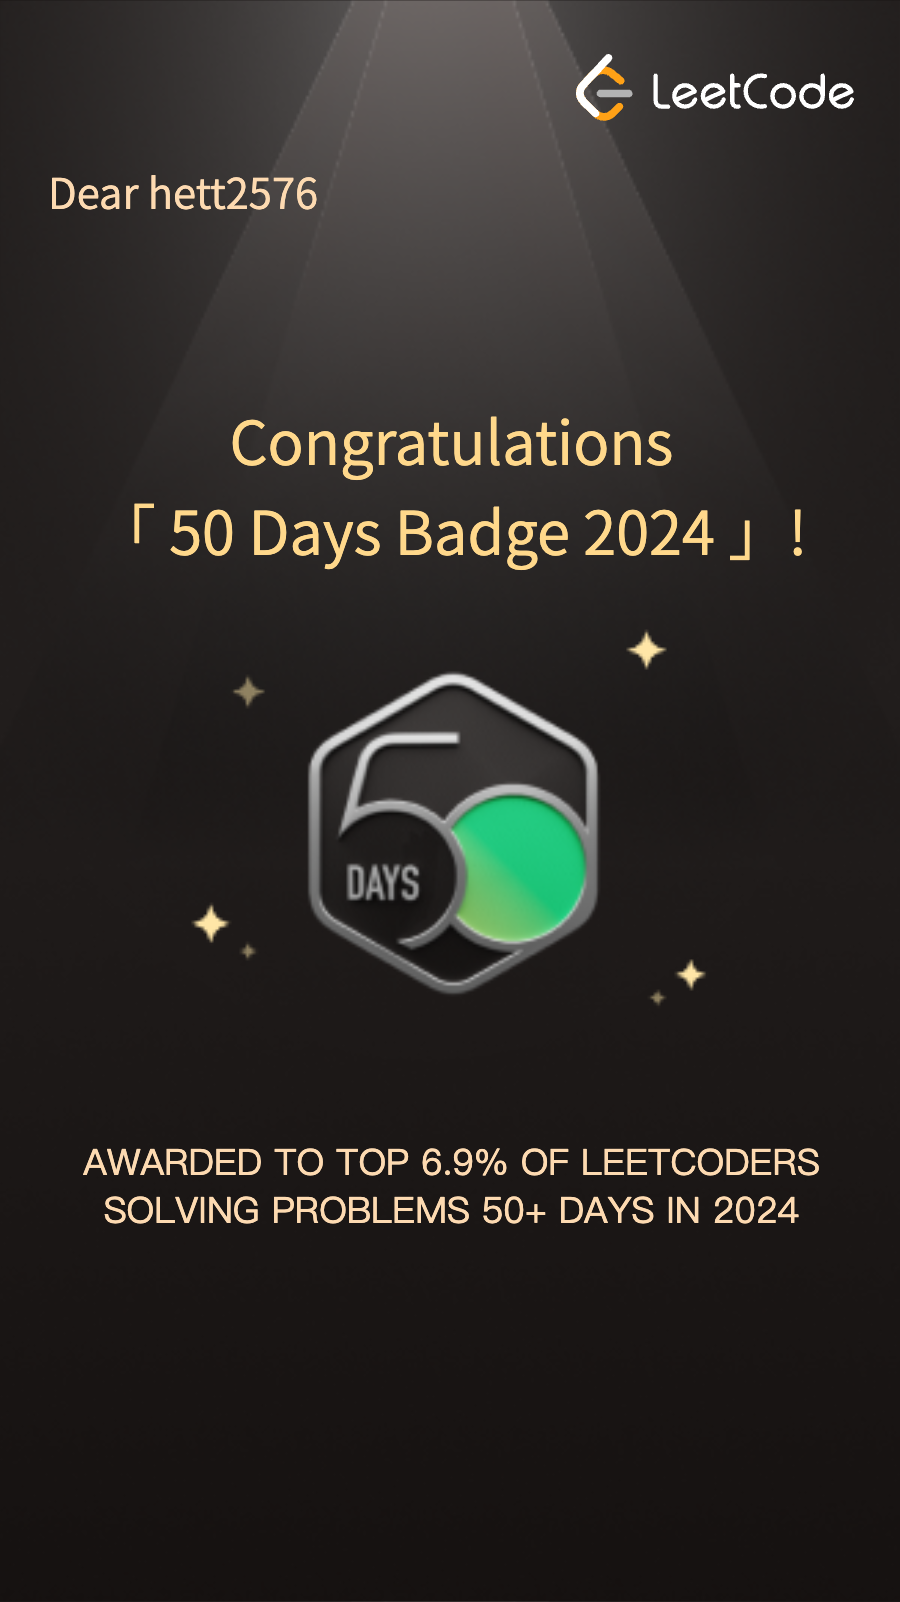 LeetCode
Dear hett2576
Congratulations
「 50 Days Badge 2024 」 !
50
DAYS
AWARDED TO TOP 6.9% OF LEETCODERS
SOLVING PROBLEMS 50+ DAYS IN 2024